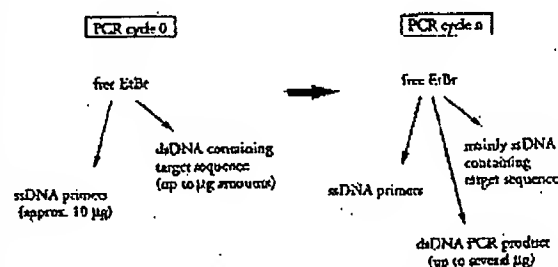 PCR cycle 0
free EtBr
dsDNA containing
target sequence
(up to µg amounts)
ssDNA primers
(approx. 10 µg)
PCR cycle n
free EtBr
mainly ssDNA
containing
target sequence
ssDNA primers
dsDNA PCR product
(up to several µg)